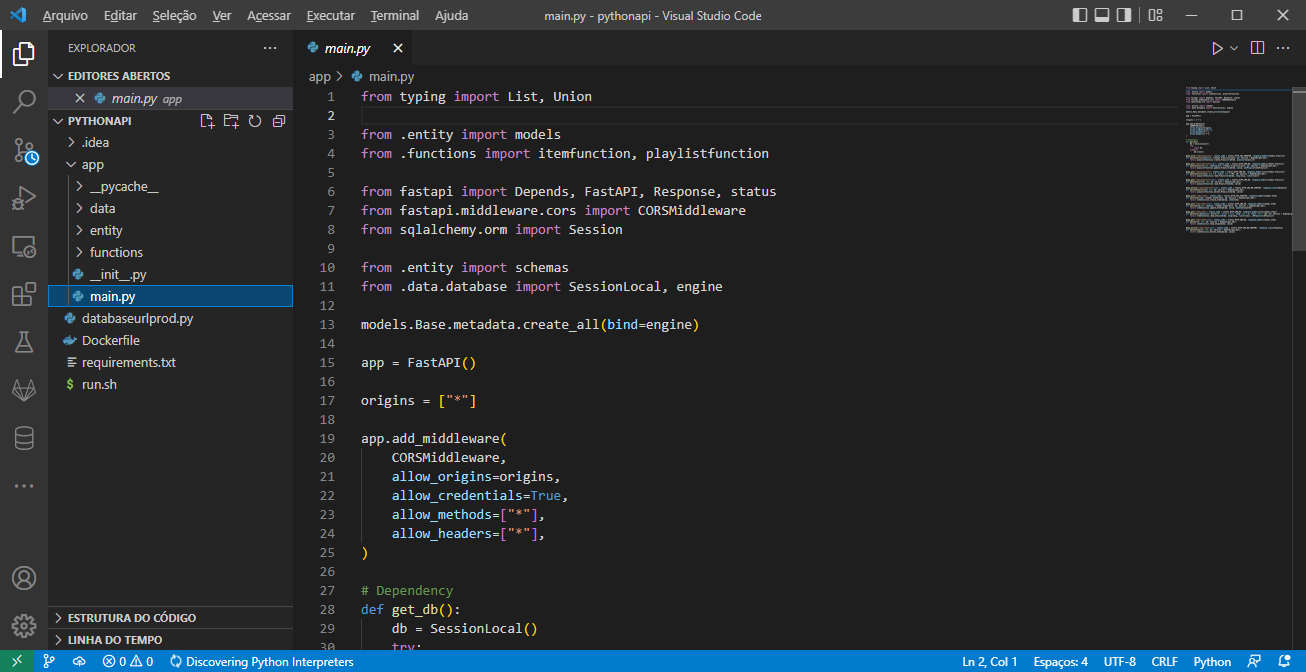 Arquivo Editar Seleção Ver Acessar Executar Terminal Ajuda main.py - pythonapi - Visual Studio Code
EXPLORADOR
EDITORES ABERTOS
main.py app
PYTHONAPI
.idea
app
__pycache__
data
entity
functions
__init__.py
main.py
databaseurlprod.py
Dockerfile
requirements.txt
$ run.sh
ESTRUTURA DO CÓDIGO
LINHA DO TEMPO
main.py
app > main.py
1 from typing import List, Union
2
3 from .entity import models
4 from .functions import itemfunction, playlistfunction
5
6 from fastapi import Depends, FastAPI, Response, status
7 from fastapi.middleware.cors import CORSMiddleware
8 from sqlalchemy.orm import Session
9
10 from .entity import schemas
11 from .data.database import SessionLocal, engine
12
13 models.Base.metadata.create_all(bind=engine)
14
15 app = FastAPI()
16
17 origins = ["*"]
18
19 app.add_middleware(
20 CORSMiddleware,
21 allow_origins=origins,
22 allow_credentials=True,
23 allow_methods=["*"],
24 allow_headers=["*"],
25 )
26
27 # Dependency
28 def get_db():
29 db = SessionLocal()
30 try:
0 0 Discovering Python Interpreters Ln 2, Col 1 Espaços: 4 UTF-8 CRLF Python